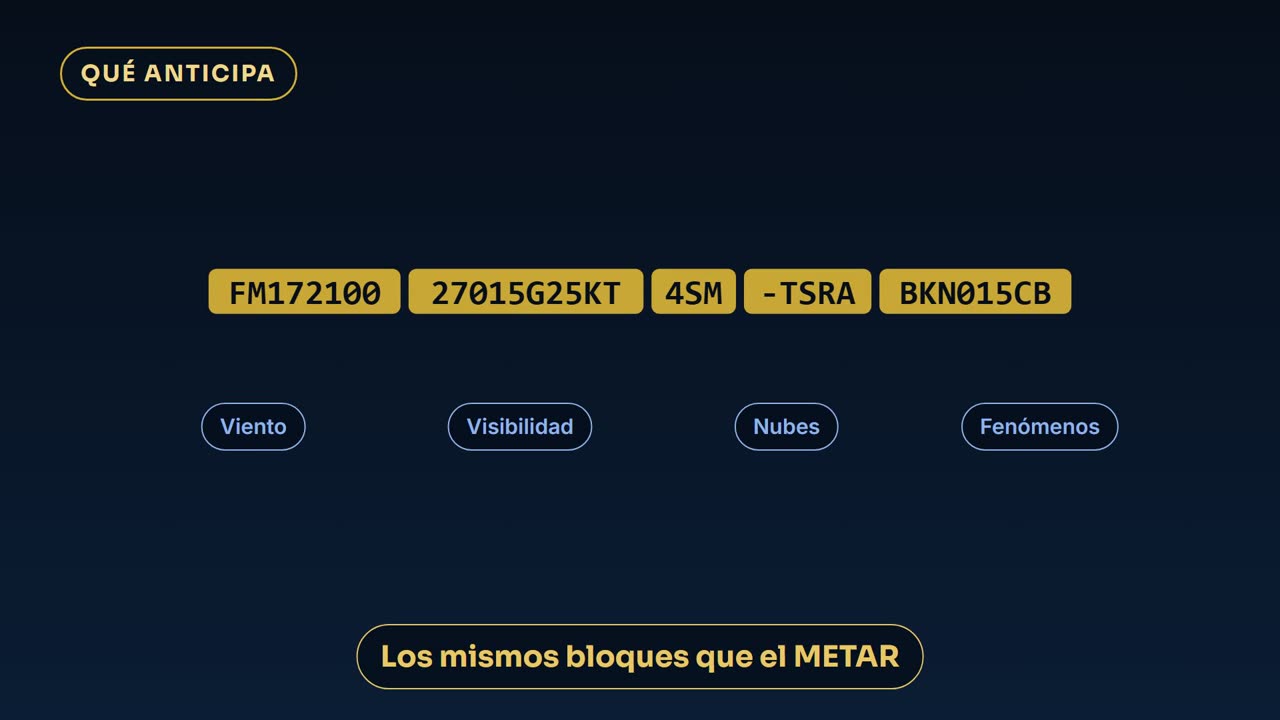 QUÉ ANTICIPA
FM172100 27015G25KT 4SM -TSRA BKN015CB
Viento Visibilidad Nubes Fenómenos
Los mismos bloques que el METAR